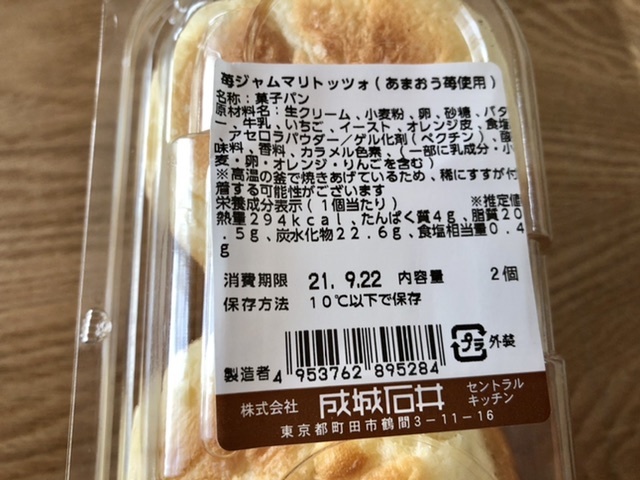 苺ジャムマリトッツォ(あまおう苺使用)
名称:菓子パン
原材料名:生クリーム、小麦粉、卵、砂糖、バタ
ー、牛乳、いちご、イースト、オレンジ皮、食塩
、アセロラパウダー/ゲル化剤(ペクチン)、酸
味料、香料、カラメル色素、(一部に乳成分・小
麦・卵・オレンジ・りんごを含む)
※高温の釜で焼きあげているため、稀にすすが付
着する可能性がございます
栄養成分表示(1個当たり) ※推定値
熱量294kcal、たんぱく質4g、脂質20
.5g、炭水化物22.6g、食塩相当量0.4
g
消費期限 21.9.22 内容量 2個
保存方法 10℃以下で保存
プラ 外装
製造者 4 953762 895284
株式会社 成城石井 セントラルキッチン
東京都町田市鶴間3-11-16